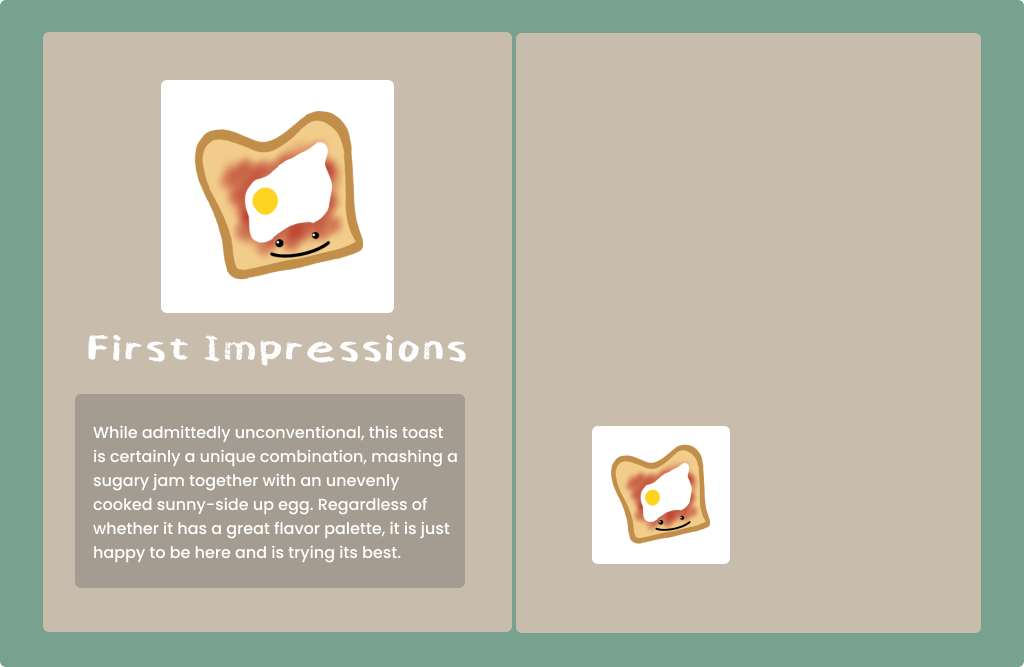 First Impressions
While admittedly unconventional, this toast
is certainly a unique combination, mashing a
sugary jam together with an unevenly
cooked sunny-side up egg. Regardless of
whether it has a great flavor palette, it is just
happy to be here and is trying its best.